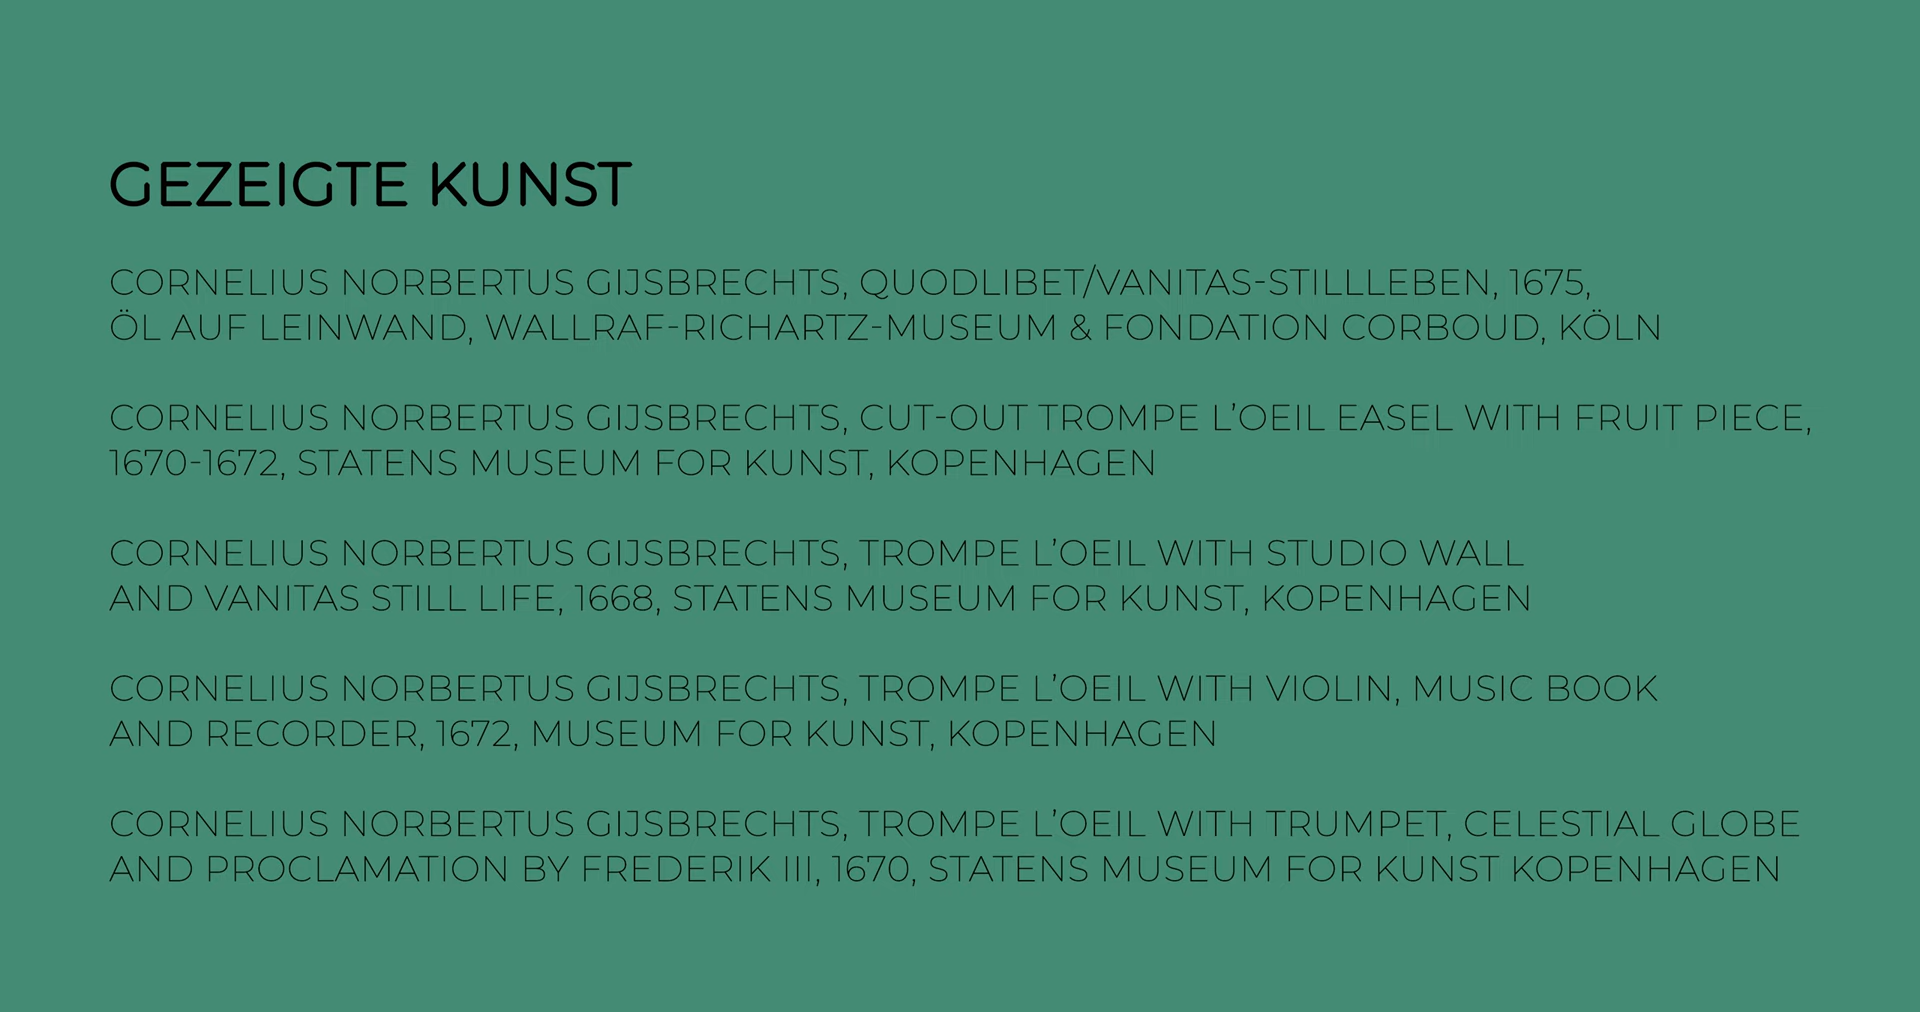 GEZEIGTE KUNST
CORNELIUS NORBERTUS GIJSBRECHTS, QUODLIBET/VANITAS-STILLLEBEN, 1675,
ÖL AUF LEINWAND, WALLRAF-RICHARTZ-MUSEUM & FONDATION CORBOUD, KÖLN
CORNELIUS NORBERTUS GIJSBRECHTS, CUT-OUT TROMPE L’OEIL EASEL WITH FRUIT PIECE,
1670-1672, STATENS MUSEUM FOR KUNST, KOPENHAGEN
CORNELIUS NORBERTUS GIJSBRECHTS, TROMPE L’OEIL WITH STUDIO WALL
AND VANITAS STILL LIFE, 1668, STATENS MUSEUM FOR KUNST, KOPENHAGEN
CORNELIUS NORBERTUS GIJSBRECHTS, TROMPE L’OEIL WITH VIOLIN, MUSIC BOOK
AND RECORDER, 1672, MUSEUM FOR KUNST, KOPENHAGEN
CORNELIUS NORBERTUS GIJSBRECHTS, TROMPE L’OEIL WITH TRUMPET, CELESTIAL GLOBE
AND PROCLAMATION BY FREDERIK III, 1670, STATENS MUSEUM FOR KUNST KOPENHAGEN